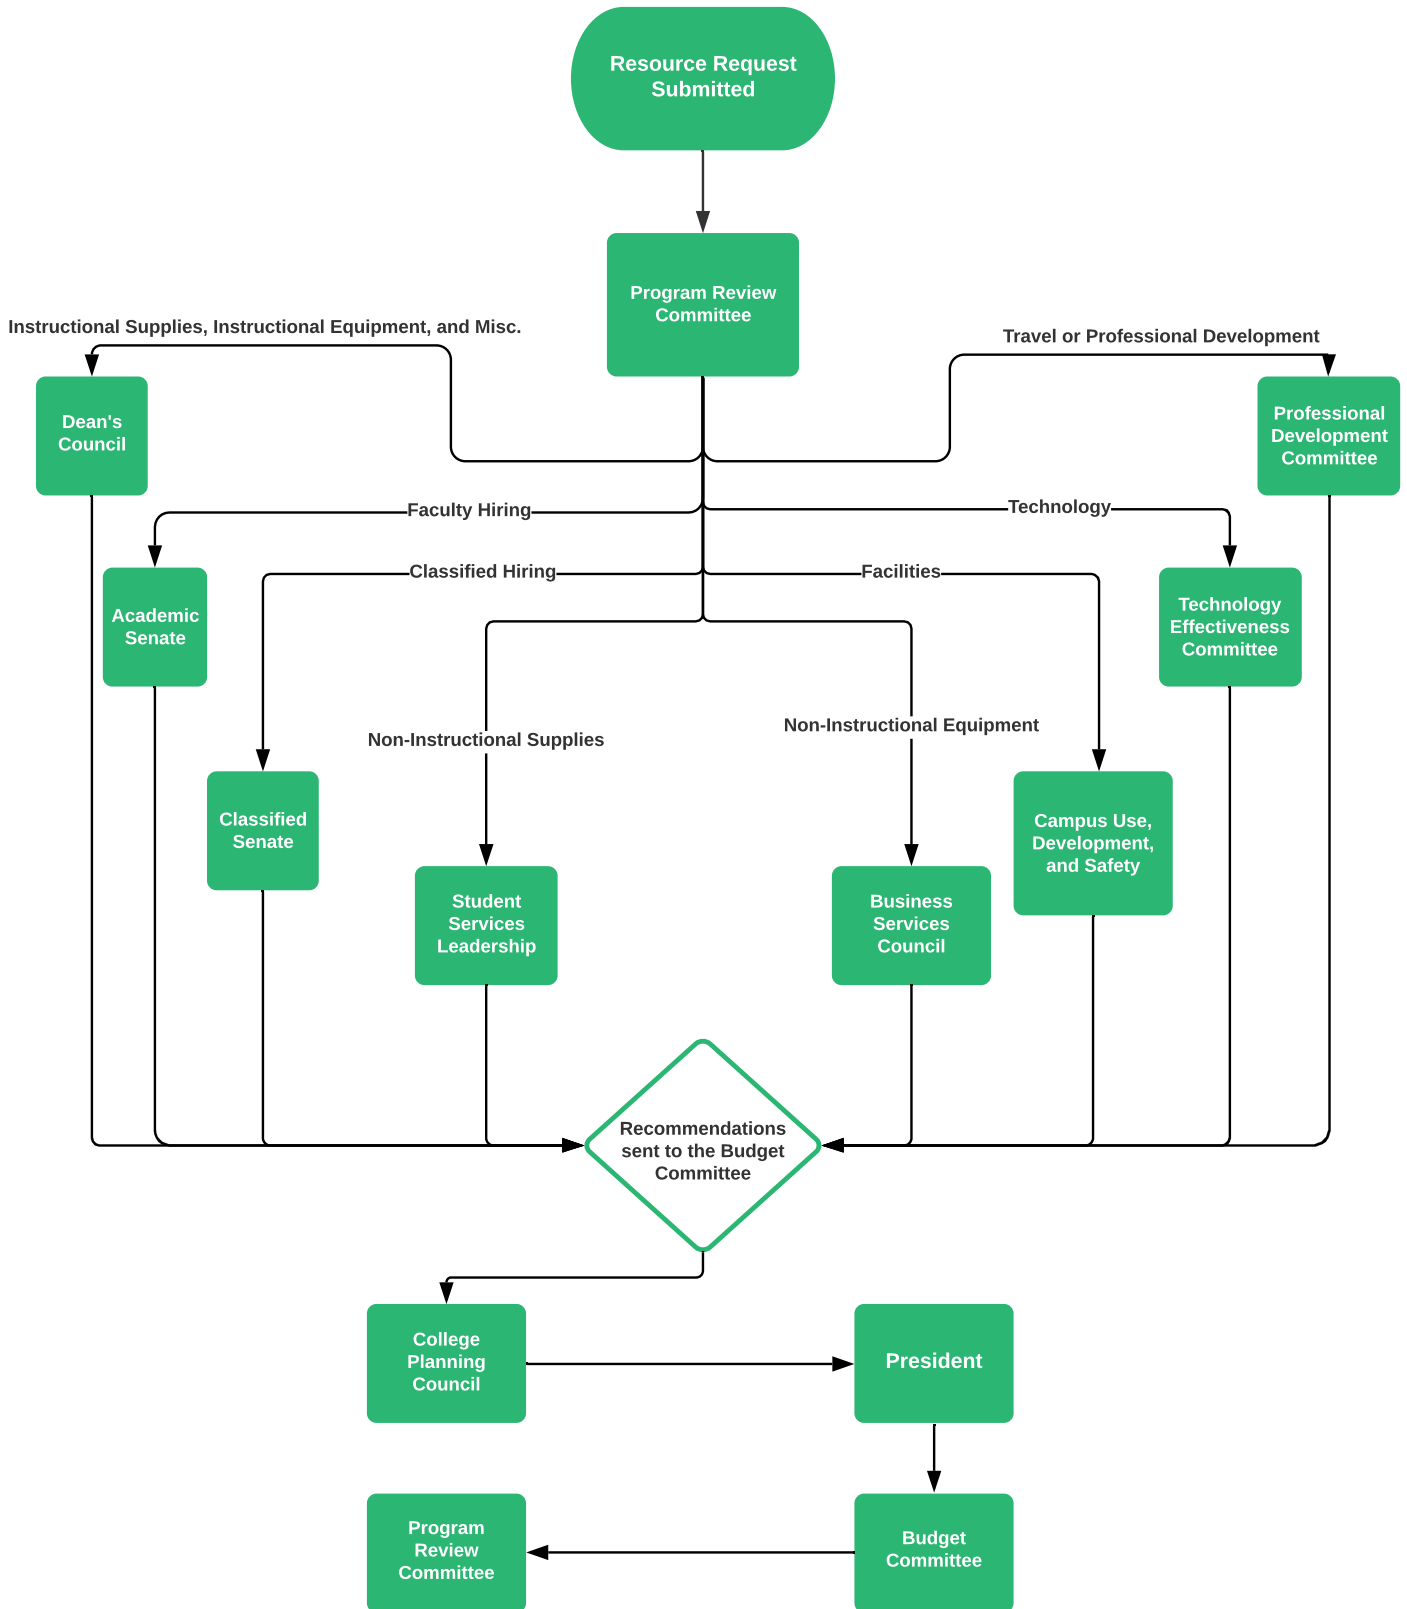 Resource Request
Submitted
Program Review
Committee
Instructional Supplies, Instructional Equipment, and Misc.
Travel or Professional Development
Dean's
Council
Professional
Development
Committee
Faculty Hiring
Technology
Classified Hiring
Facilities
Academic
Senate
Technology
Effectiveness
Committee
Non-Instructional Supplies
Non-Instructional Equipment
Classified
Senate
Campus Use,
Development,
and Safety
Student
Services
Leadership
Business
Services
Council
Recommendations
sent to the Budget
Committee
College
Planning
Council
President
Program
Review
Committee
Budget
Committee